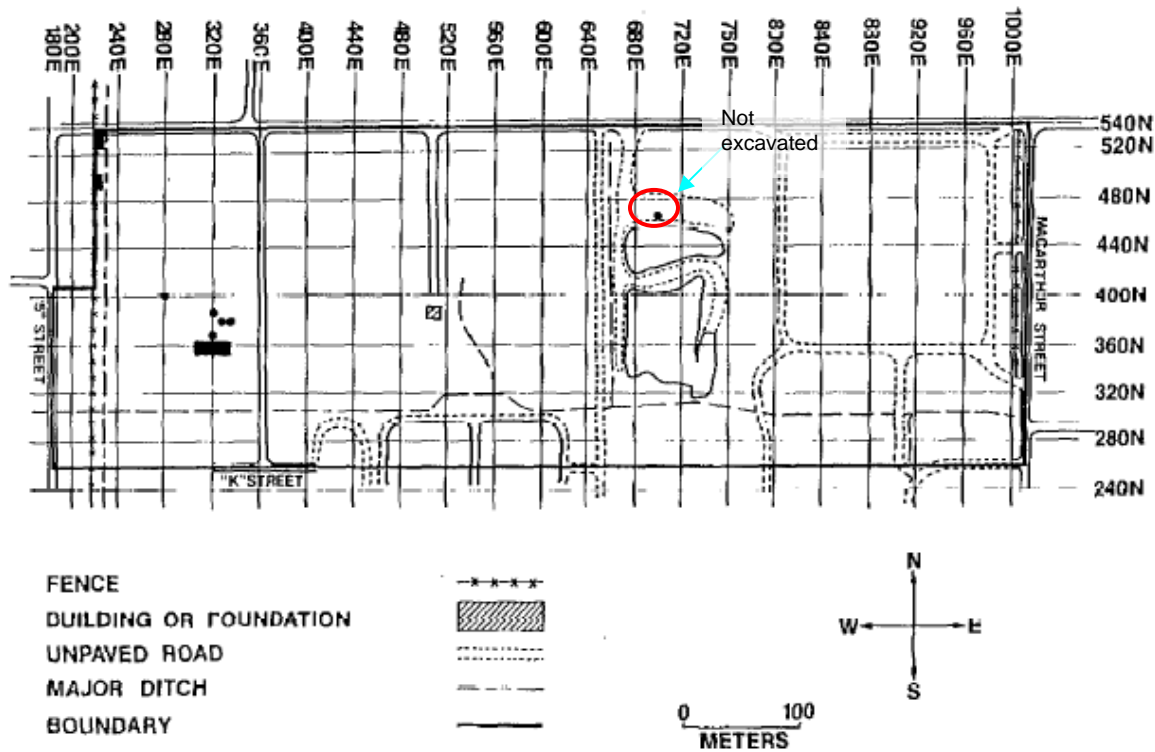 180E 200E 240E 280E 320E 360E 400E 440E 480E 520E 560E 600E 640E 680E 720E 750E 800E 840E 880E 920E 960E 1000E
Not
excavated
540N
520N
480N
440N
400N
360N
320N
280N
240N
"S" STREET
MACARTHUR STREET
"K" STREET
FENCE
BUILDING OR FOUNDATION
UNPAVED ROAD
MAJOR DITCH
BOUNDARY
N
W E
S
0 100
METERS